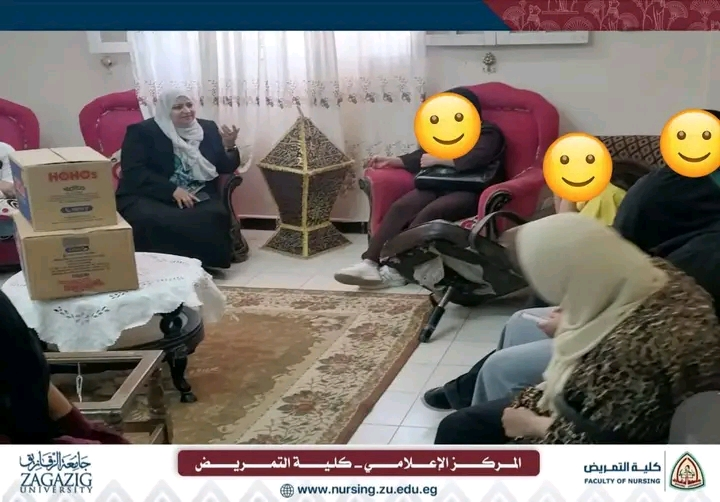 HOHOs
جامعة الزقازيق
ZAGAZIG
UNIVERSITY
المركز الإعلامي - كلية التمريض
www.nursing.zu.edu.eg
كلية التمريض
FACULTY OF NURSING